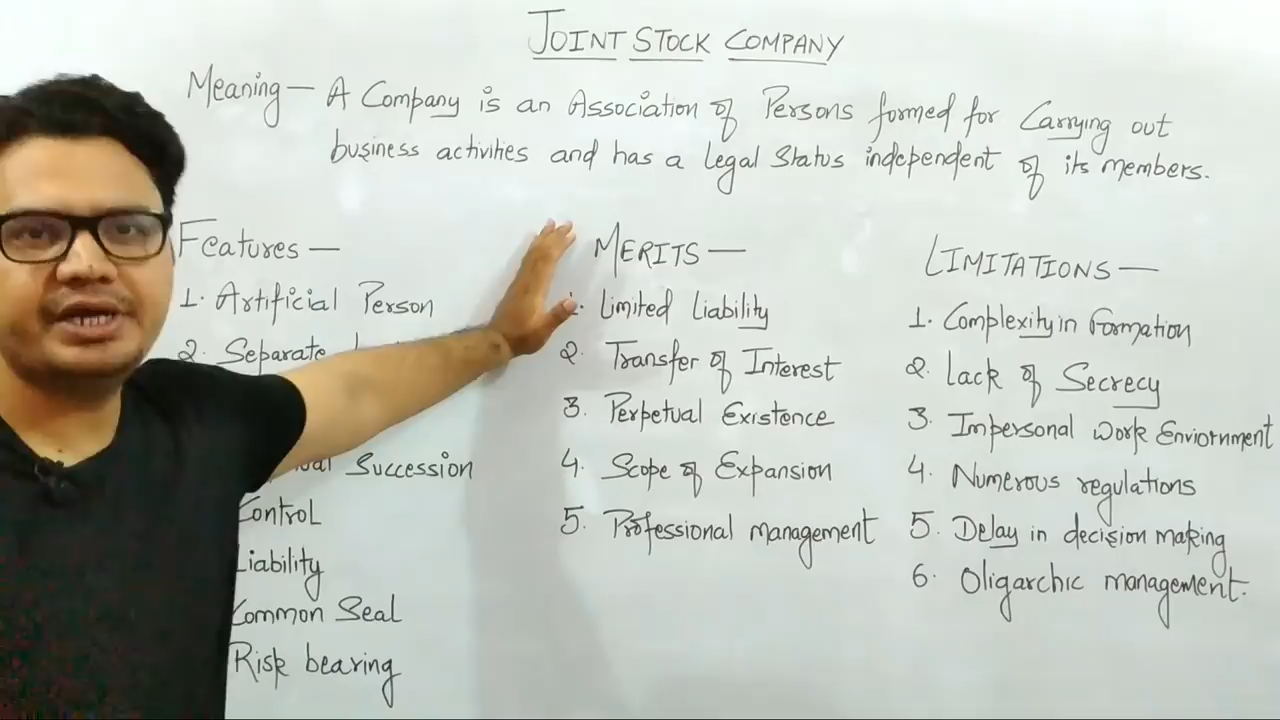 JOINT STOCK COMPANY
Meaning — A Company is an Association of Persons formed for Carrying out
business activities and has a Legal Status independent of its members.
Features —
1. Artificial Person
2. Separate
Succession
Control
Liability
Common Seal
Risk bearing
MERITS —
1. Limited Liability
2. Transfer of Interest
3. Perpetual Existence
4. Scope of Expansion
5. Professional management
LIMITATIONS —
1. Complexity in Formation
2. Lack of Secrecy
3. Impersonal Work Enviornment
4. Numerous regulations
5. Delay in decision making
6. Oligarchic management.